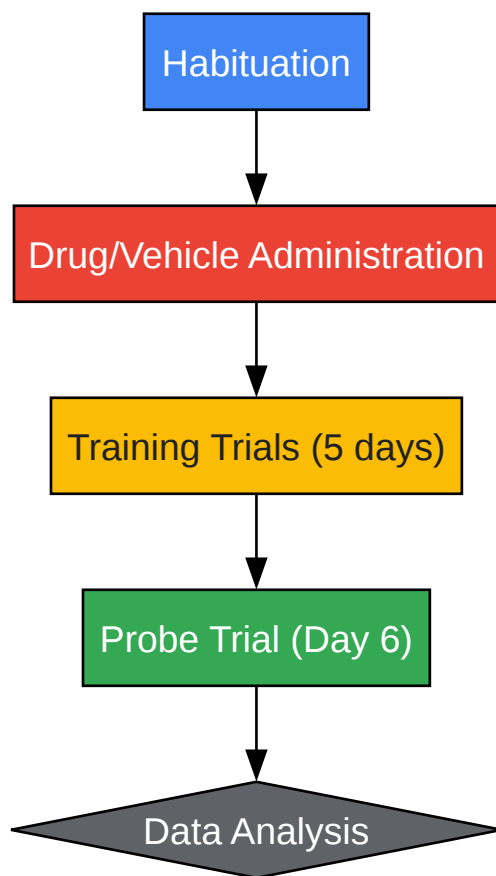 Habituation
Drug/Vehicle Administration
Training Trials (5 days)
Probe Trial (Day 6)
Data Analysis